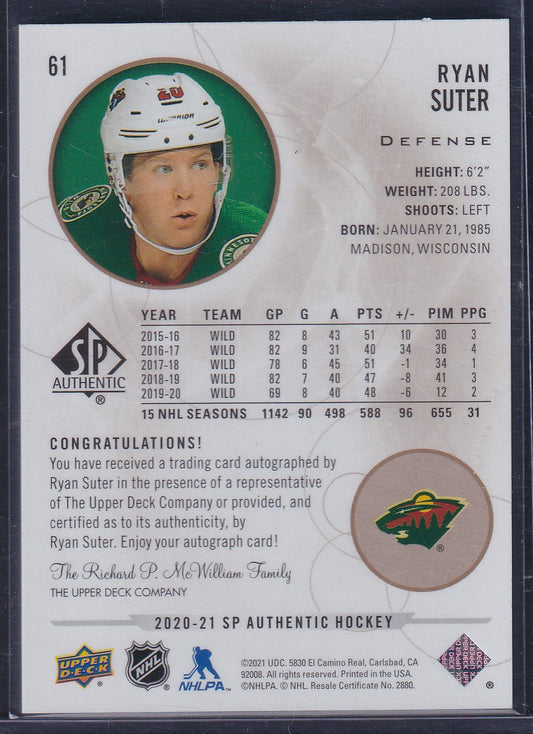 61
RYAN
SUTER
DEFENSE
HEIGHT: 6'2"
WEIGHT: 208 LBS.
SHOOTS: LEFT
BORN: JANUARY 21, 1985
MADISON, WISCONSIN
20
WARRIOR
MINNESOTA
YEAR TEAM GP G A PTS +/- PIM PPG
2015-16 WILD 82 8 43 51 10 30 3
2016-17 WILD 82 9 31 40 34 36 4
2017-18 WILD 78 6 45 51 -1 34 1
2018-19 WILD 82 7 40 47 -8 41 3
2019-20 WILD 69 8 40 48 -6 12 2
15 NHL SEASONS 1142 90 498 588 96 655 31
SP
AUTHENTIC
®
CONGRATULATIONS!
You have received a trading card autographed by
Ryan Suter in the presence of a representative
of The Upper Deck Company or provided, and
certified as to its authenticity, by
Ryan Suter. Enjoy your autograph card!
The Richard P. McWilliam Family
THE UPPER DECK COMPANY
®
2020-21 SP AUTHENTIC HOCKEY
UPPER
DECK
NHL
NHLPA
©2021 UDC. 5830 El Camino Real, Carlsbad, CA
92008. All rights reserved. Printed in the USA.
©NHLPA. © NHL. Resale Certificate No. 2880.
®